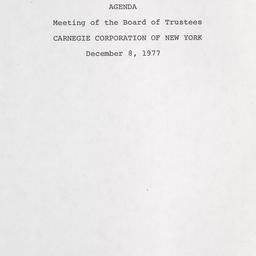 AGENDA
Meeting of the Board of Trustees
CARNEGIE CORPORATION OF NEW YORK
December 8, 1977